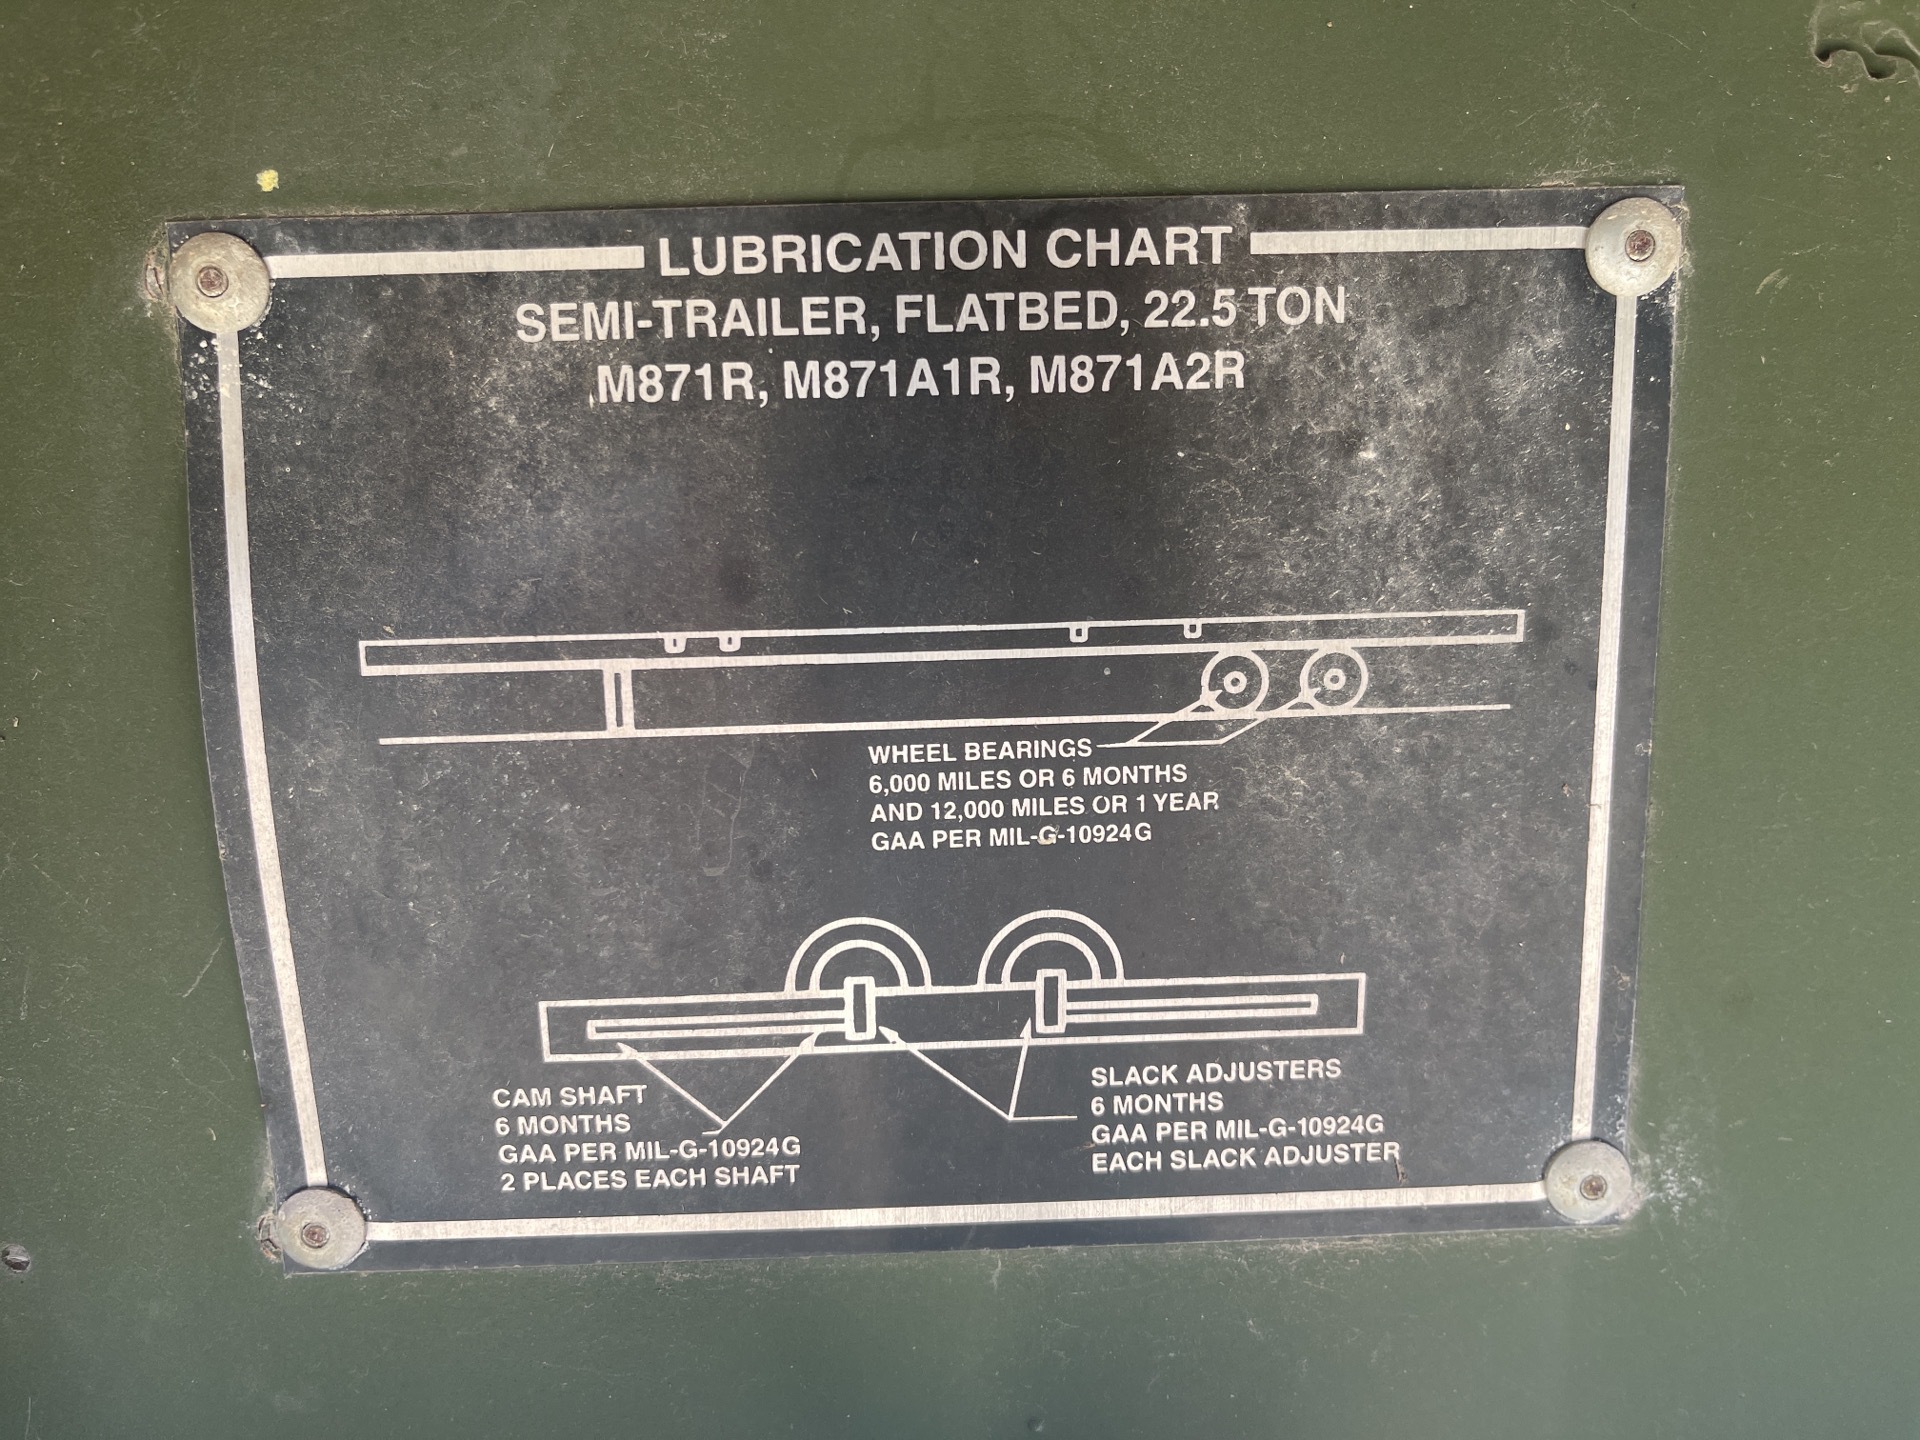 LUBRICATION CHART
SEMI-TRAILER, FLATBED, 22.5 TON
M871R, M871A1R, M871A2R
WHEEL BEARINGS
6,000 MILES OR 6 MONTHS
AND 12,000 MILES OR 1 YEAR
GAA PER MIL-G-10924G
CAM SHAFT
6 MONTHS
GAA PER MIL-G-10924G
2 PLACES EACH SHAFT
SLACK ADJUSTERS
6 MONTHS
GAA PER MIL-G-10924G
EACH SLACK ADJUSTER